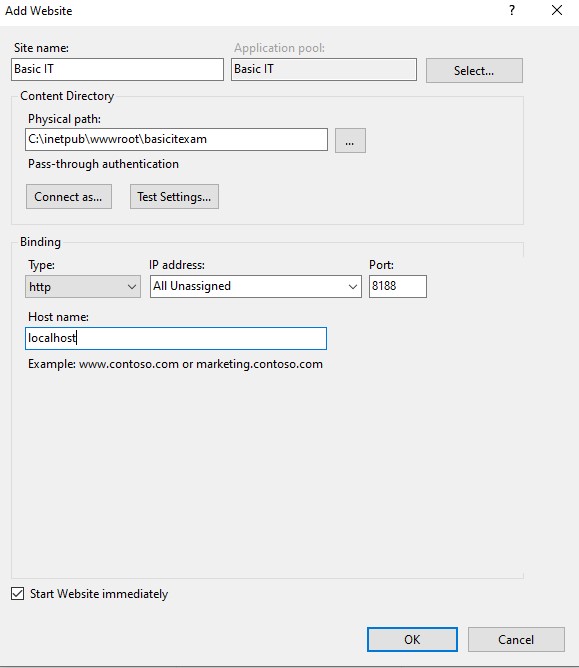 Add Website
?
Site name:
Application pool:
Basic IT
Basic IT
Select...
Content Directory
Physical path:
C:\inetpub\wwwroot\basicitexam
...
Pass-through authentication
Connect as...
Test Settings...
Binding
Type:
IP address:
Port:
http
All Unassigned
8188
Host name:
localhost
Example: www.contoso.com or marketing.contoso.com
Start Website immediately
OK
Cancel